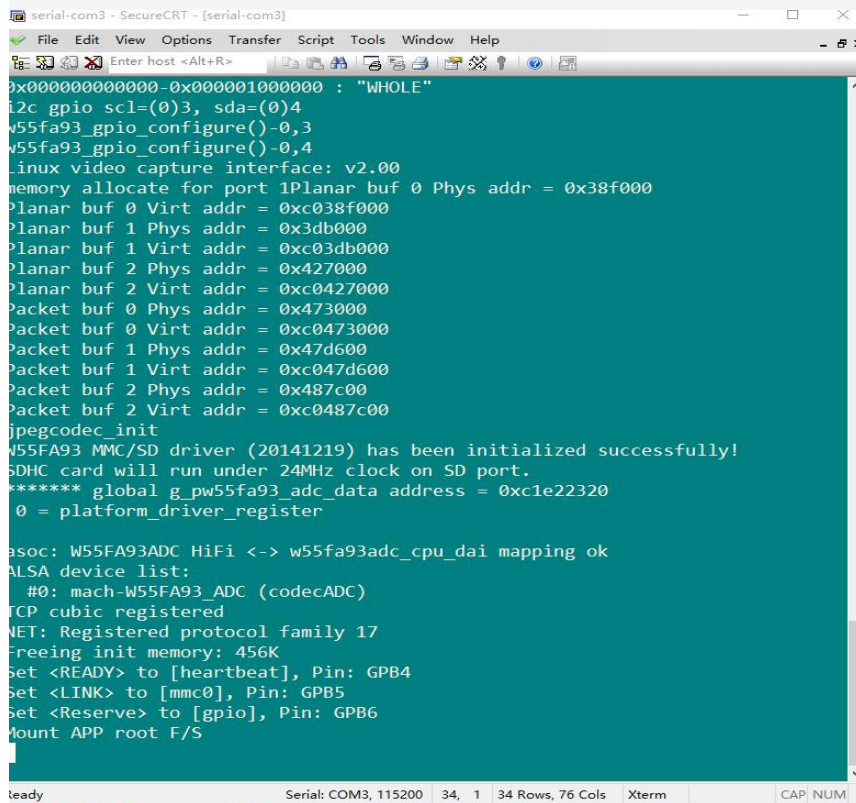 serial-com3 - SecureCRT - [serial-com3]
File Edit View Options Transfer Script Tools Window Help
Enter host <Alt+R>
0x000000000000-0x000001000000 : "WHOLE"
i2c gpio scl=(0)3, sda=(0)4
w55fa93_gpio_configure()-0,3
w55fa93_gpio_configure()-0,4
Linux video capture interface: v2.00
memory allocate for port 1Planar buf 0 Phys addr = 0x38f000
Planar buf 0 Virt addr = 0xc038f000
Planar buf 1 Phys addr = 0x3db000
Planar buf 1 Virt addr = 0xc03db000
Planar buf 2 Phys addr = 0x427000
Planar buf 2 Virt addr = 0xc0427000
Packet buf 0 Phys addr = 0x473000
Packet buf 0 Virt addr = 0xc0473000
Packet buf 1 Phys addr = 0x47d600
Packet buf 1 Virt addr = 0xc047d600
Packet buf 2 Phys addr = 0x487c00
Packet buf 2 Virt addr = 0xc0487c00
jpegcodec_init
W55FA93 MMC/SD driver (20141219) has been initialized successfully!
SDHC card will run under 24MHz clock on SD port.
******* global g_pw55fa93_adc_data address = 0xc1e22320
0 = platform_driver_register
asoc: W55FA93ADC HiFi <-> w55fa93adc_cpu_dai mapping ok
ALSA device list:
#0: mach-W55FA93_ADC (codecADC)
TCP cubic registered
NET: Registered protocol family 17
Freeing init memory: 456K
Set <READY> to [heartbeat], Pin: GPB4
Set <LINK> to [mmc0], Pin: GPB5
Set <Reserve> to [gpio], Pin: GPB6
Mount APP root F/S
Ready Serial: COM3, 115200 34, 1 34 Rows, 76 Cols Xterm CAP NUM